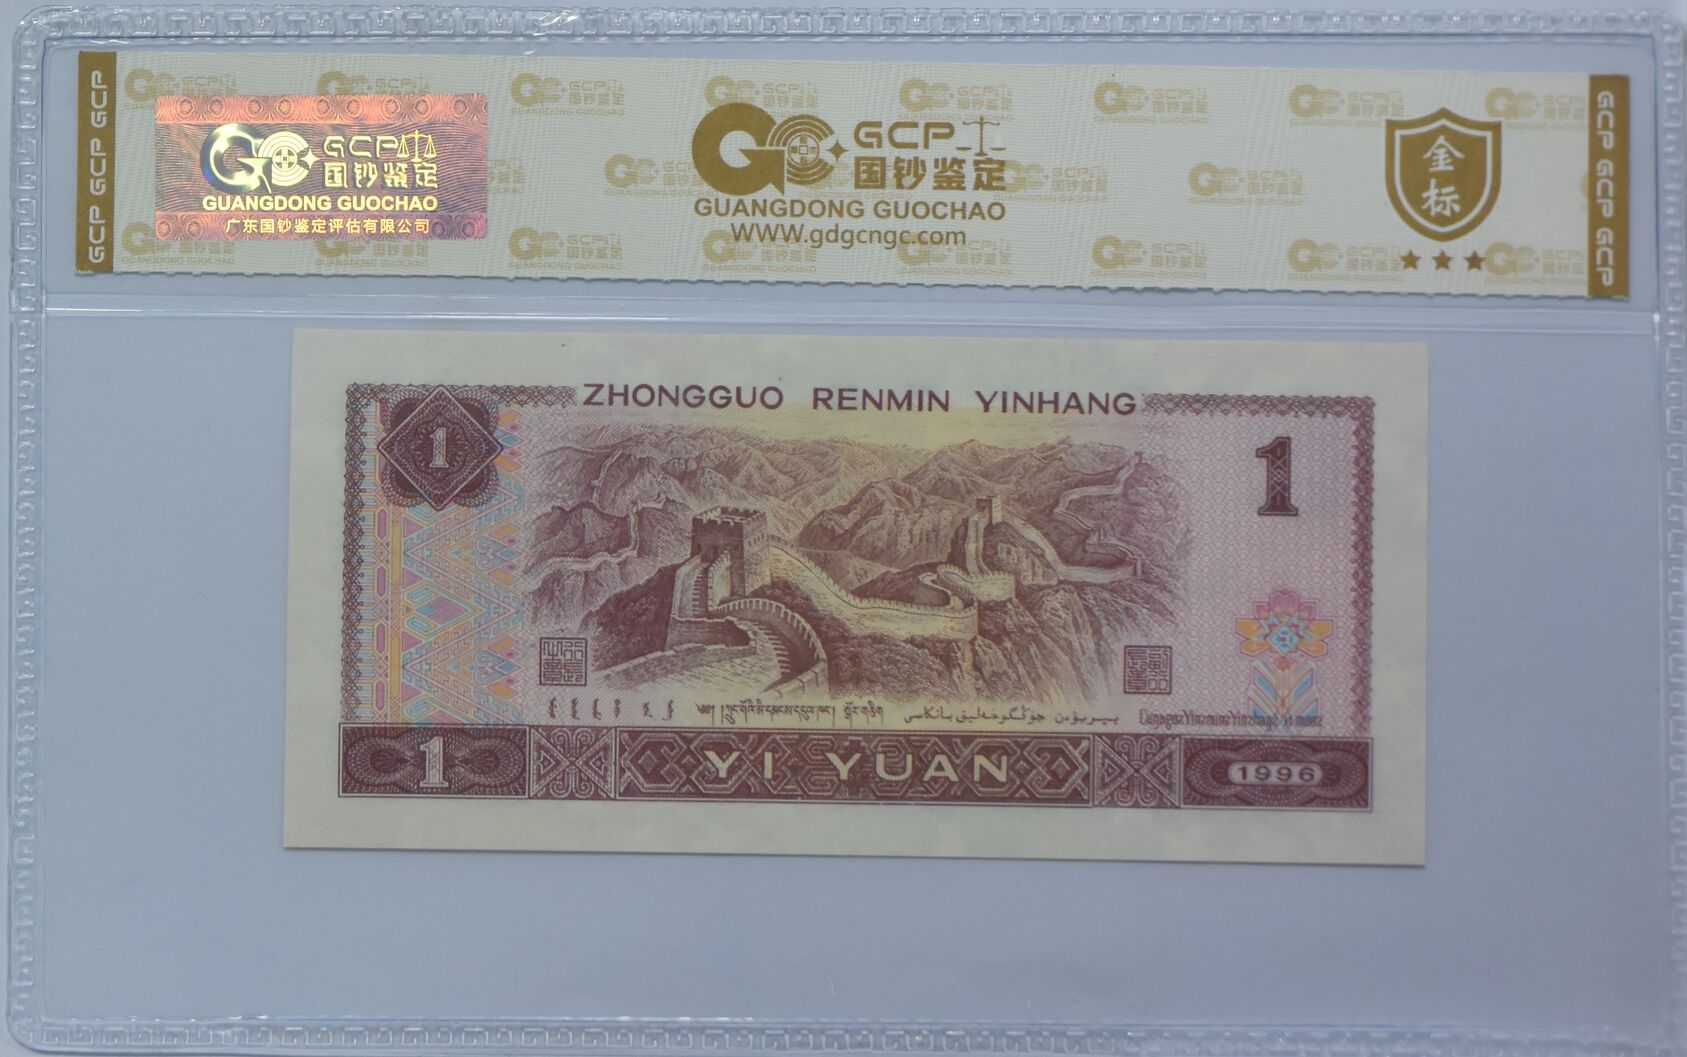 GCP GCP GCP
GCP 国钞鉴定
GUANGDONG GUOCHAO
广东国钞鉴定评估有限公司
GCP
国钞鉴定
GUANGDONG GUOCHAO
WWW.gdgcngc.com
金标
GCP GCP GCP
ZHONGGUO RENMIN YINHANG
1
1
1
YI YUAN
1996